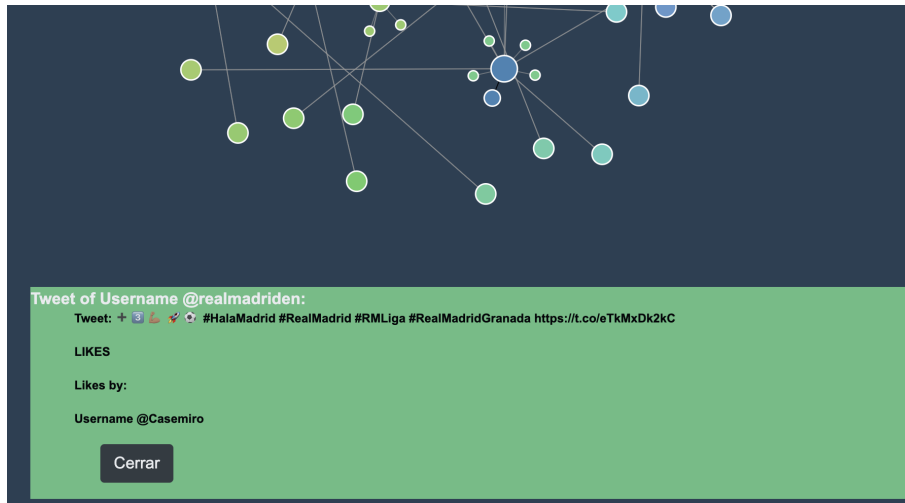 Tweet of Username @realmadriden:
Tweet: ➕ 3️⃣ 💪🏽 🚀 ⚽ #HalaMadrid #RealMadrid #RMLiga #RealMadridGranada https://t.co/eTkMxDk2kC
LIKES
Likes by:
Username @Casemiro
Cerrar